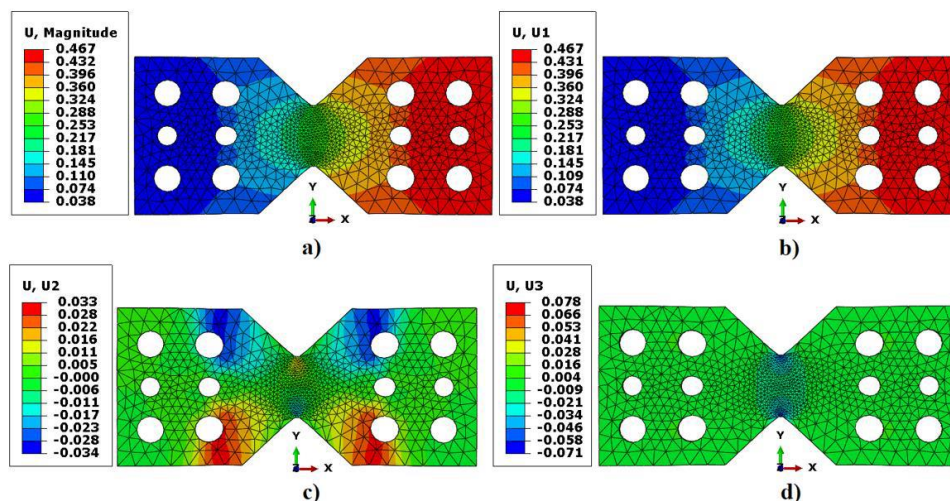 U, Magnitude
0.467
0.432
0.396
0.360
0.324
0.288
0.253
0.217
0.181
0.145
0.110
0.074
0.038
Y
Z
X
a)
U, U1
0.467
0.431
0.396
0.360
0.324
0.288
0.253
0.217
0.181
0.145
0.109
0.074
0.038
Y
Z
X
b)
U, U2
0.033
0.028
0.022
0.016
0.011
0.005
-0.000
-0.006
-0.011
-0.017
-0.023
-0.028
-0.034
Y
Z
X
c)
U, U3
0.078
0.066
0.053
0.041
0.028
0.016
0.004
-0.009
-0.021
-0.034
-0.046
-0.058
-0.071
Y
Z
X
d)